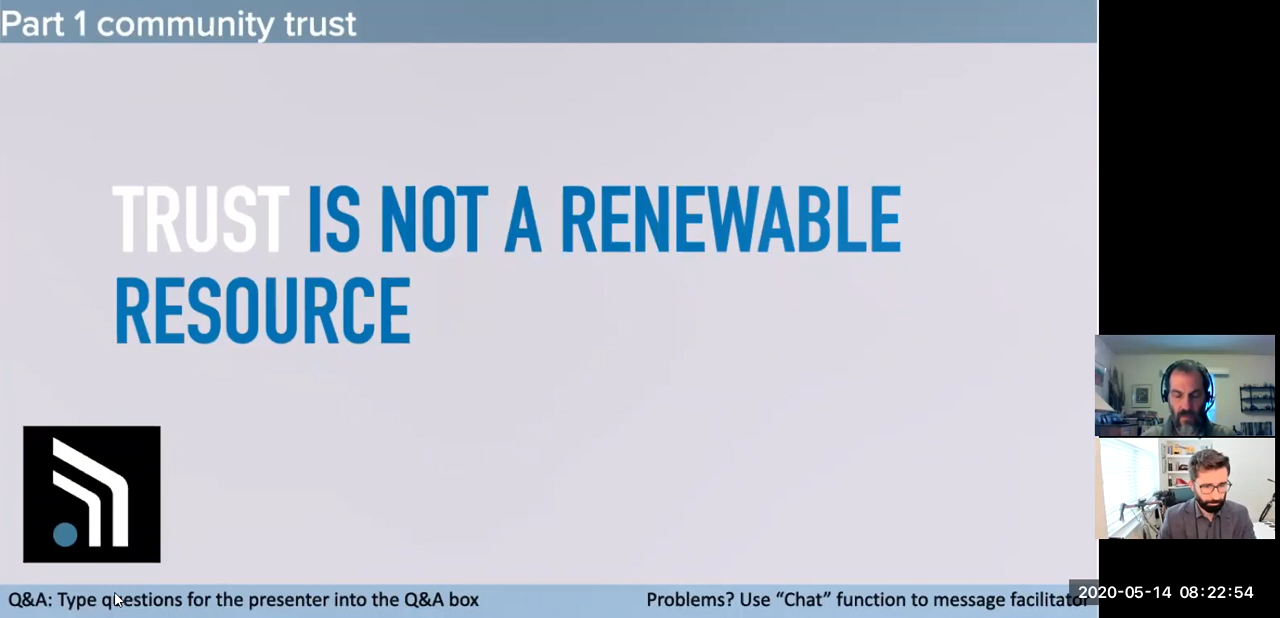 Part 1 community trust
TRUST IS NOT A RENEWABLE
RESOURCE
Q&A: Type questions for the presenter into the Q&A box
Problems? Use “Chat” function to message facilitator
2020-05-14 08:22:54